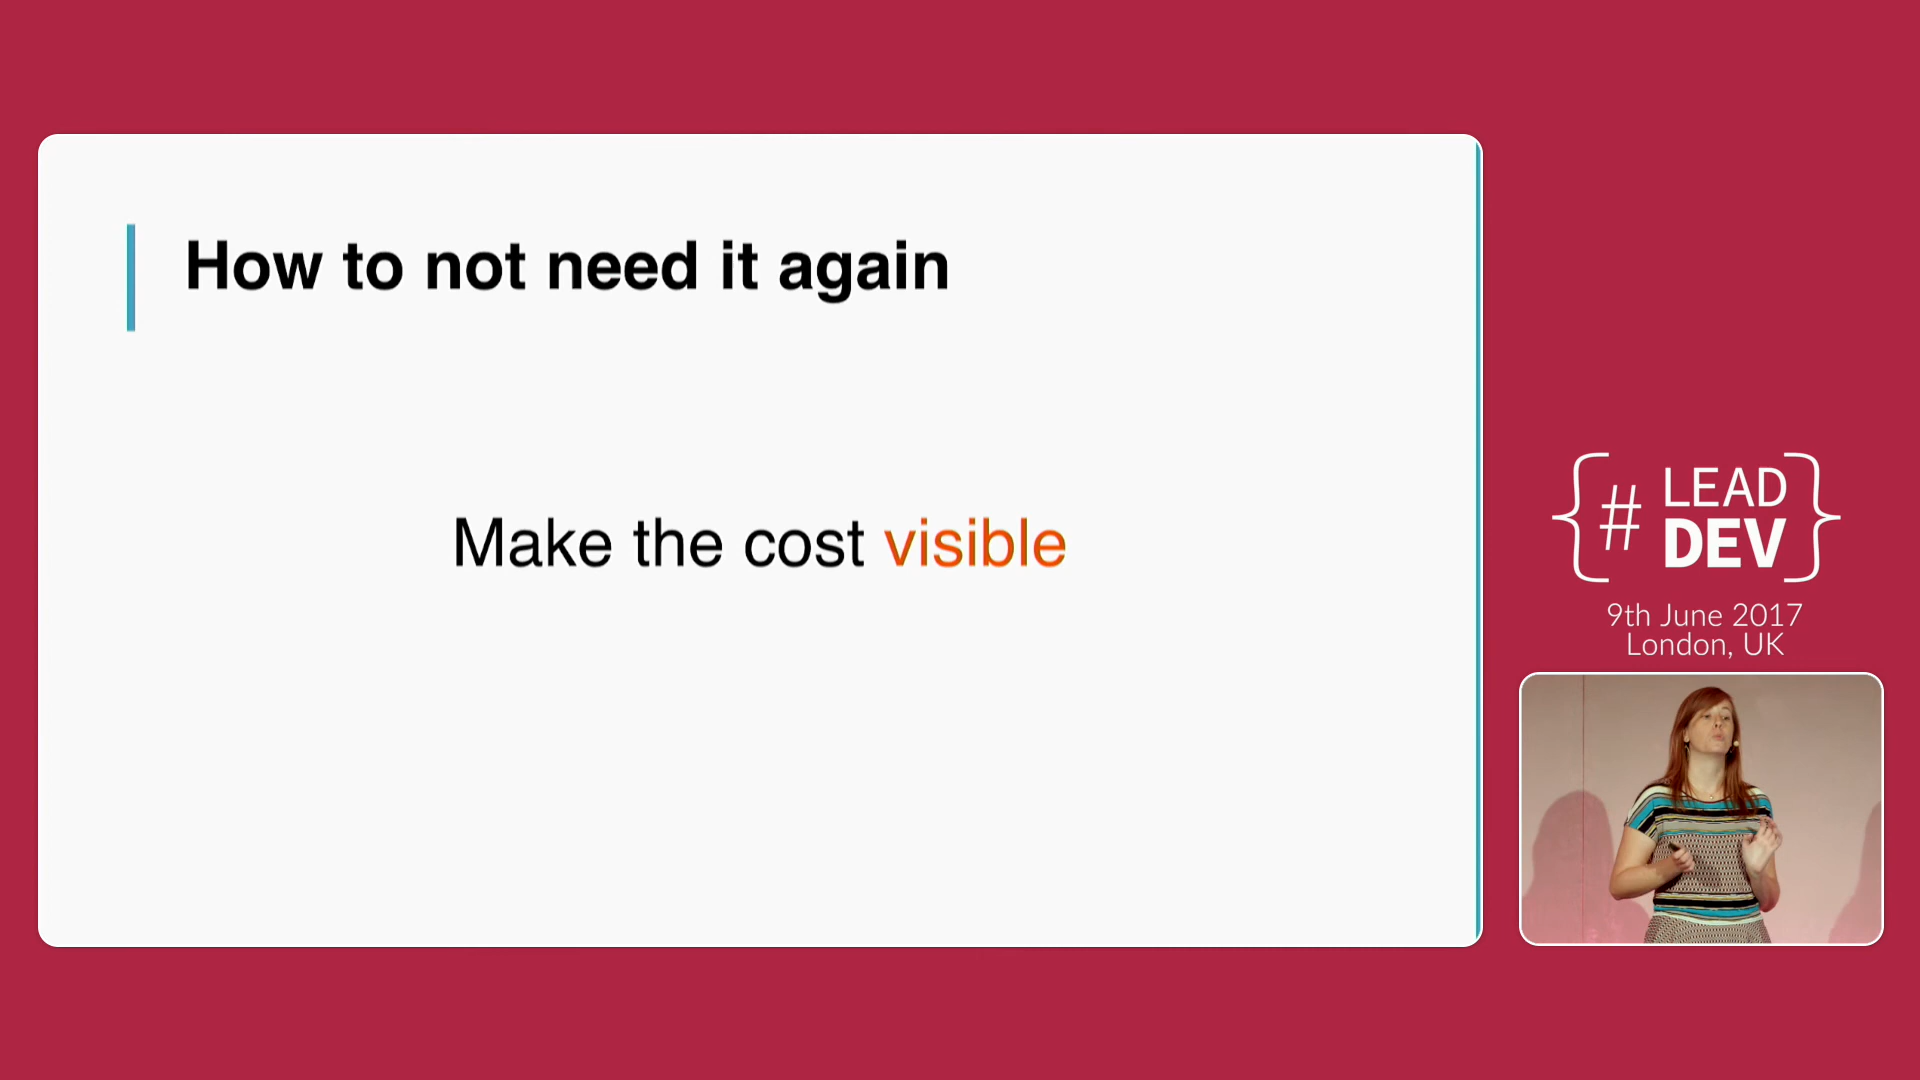 How to not need it again
Make the cost visible
# LEAD
DEV
9th June 2017
London, UK